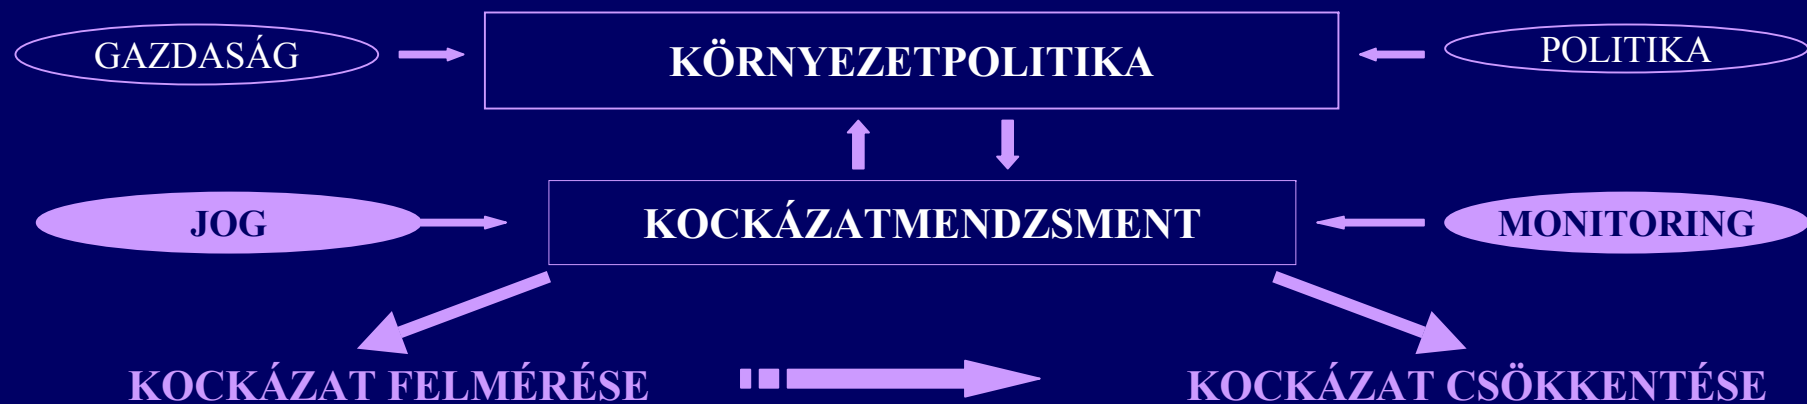 GAZDASÁG
KÖRNYEZETPOLITIKA
POLITIKA
JOG
KOCKÁZATMENDZSMENT
MONITORING
KOCKÁZAT FELMÉRÉSE
KOCKÁZAT CSÖKKENTÉSE